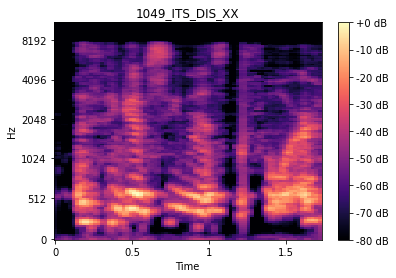 1049_ITS_DIS_XX
8192
4096
2048
1024
512
0
Hz
0
0.5
1
1.5
Time
+0 dB
-10 dB
-20 dB
-30 dB
-40 dB
-50 dB
-60 dB
-70 dB
-80 dB